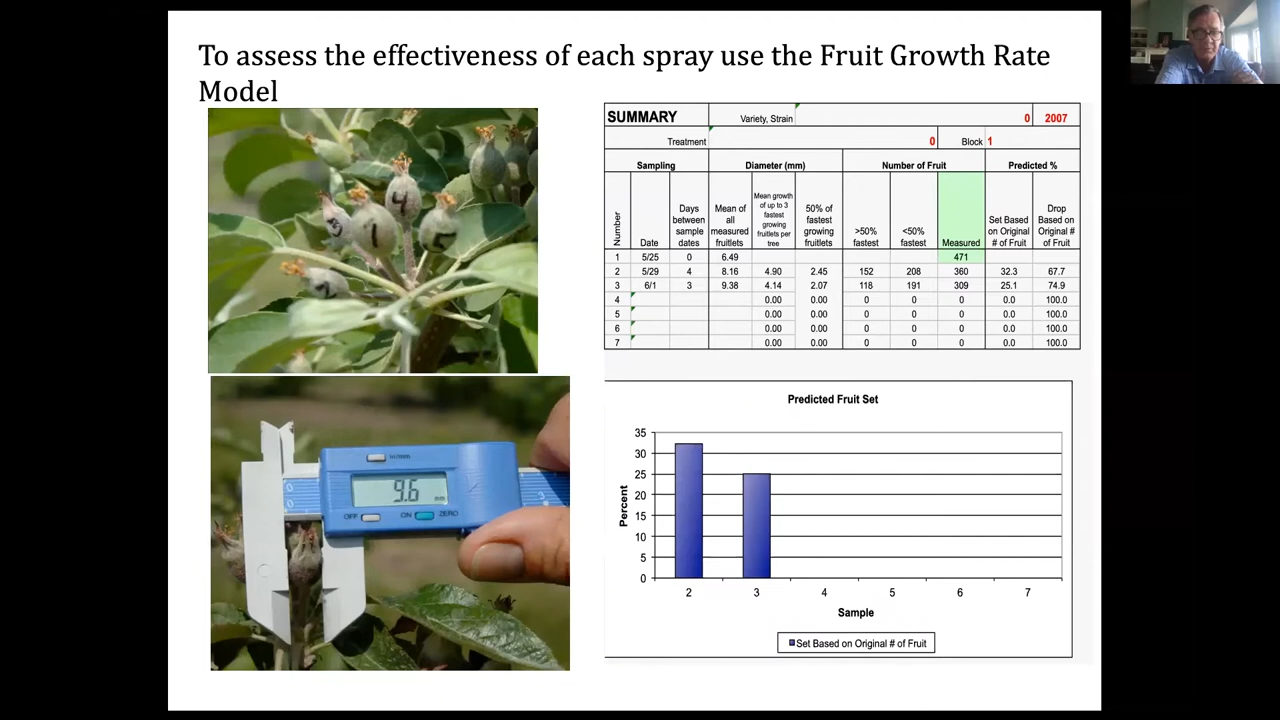 To assess the effectiveness of each spray use the Fruit Growth Rate
Model
4
3
1
5
in/mm
9.6
mm
OFF
ON
ZERO
0
0
3
SUMMARY Variety, Strain 0 2007
Treatment 0 Block 1
Sampling Diameter (mm) Number of Fruit Predicted %
Number Date Days between sample dates Mean of all measured fruitlets Mean growth of up to 3 fastest growing fruitlets per tree 50% of fastest growing fruitlets >50% fastest <50% fastest Measured Set Based on Original # of Fruit Drop Based on Original # of Fruit
1 5/25 0 6.49 471
2 5/29 4 8.16 4.90 2.45 152 208 360 32.3 67.7
3 6/1 3 9.38 4.14 2.07 118 191 309 25.1 74.9
4 0.00 0.00 0 0 0 0.0 100.0
5 0.00 0.00 0 0 0 0.0 100.0
6 0.00 0.00 0 0 0 0.0 100.0
7 0.00 0.00 0 0 0 0.0 100.0
Predicted Fruit Set
Percent
35
30
25
20
15
10
5
0
2 3 4 5 6 7
Sample
Set Based on Original # of Fruit